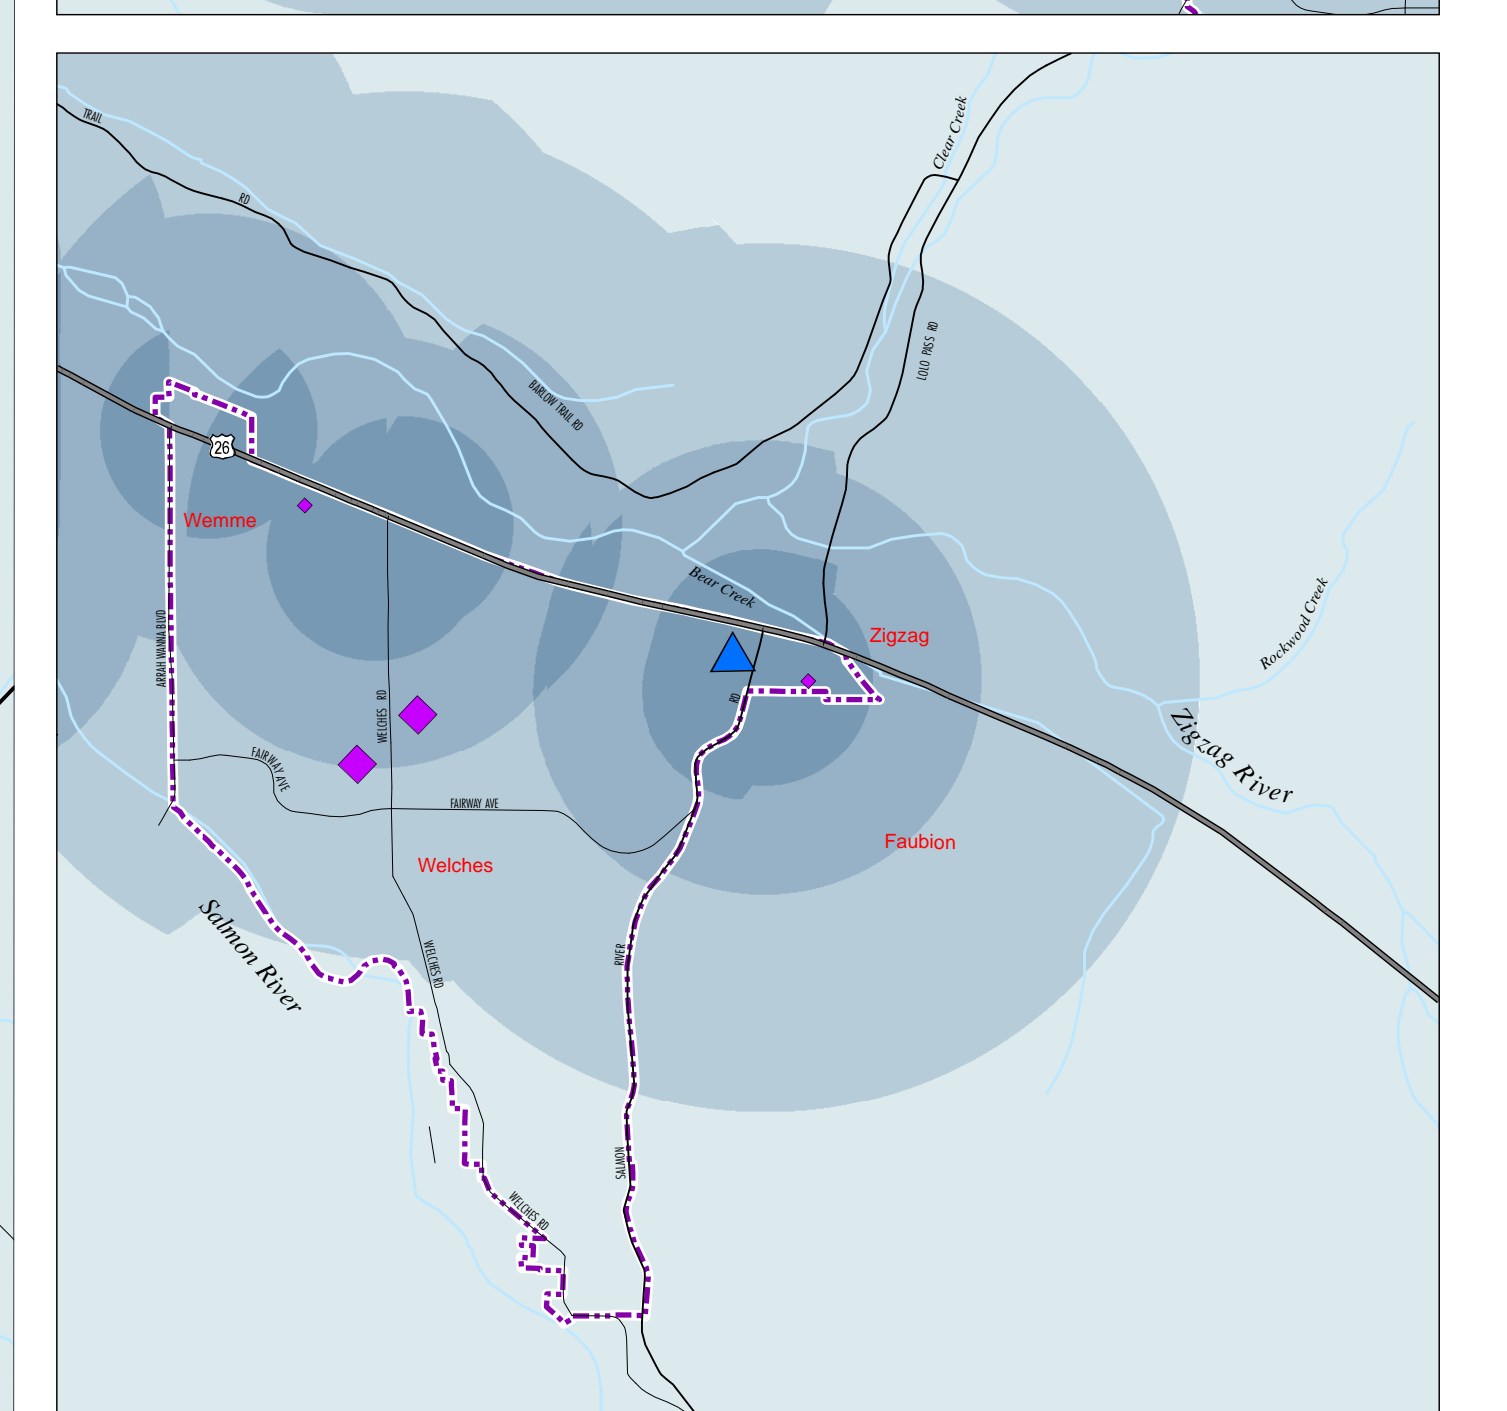 TRAIL
RD
Clear Creek
LOLO PASS RD
BARLOW TRAIL RD
26
Wemme
Bear Creek
Zigzag
Rockwood Creek
ARRAH WANNA BLVD
WELCHES RD
RD
Zigzag River
FAIRWAY AVE
FAIRWAY AVE
Faubion
Welches
Salmon River
WELCHES RD
RIVER
SALMON
WELCHES RD